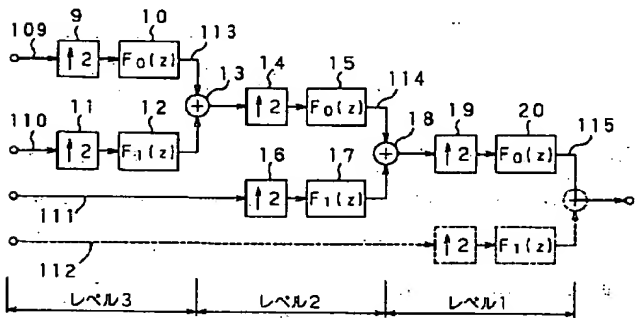 9 10 113
109 ↑2 F₀(z)
13 14 15 114
11 12 + ↑2 F₀(z)
110 ↑2 F₁(z)
18 19 20 115
16 17 + ↑2 F₀(z)
111 ↑2 F₁(z)
+
112 ↑2 F₁(z)
レベル3 レベル2 レベル1